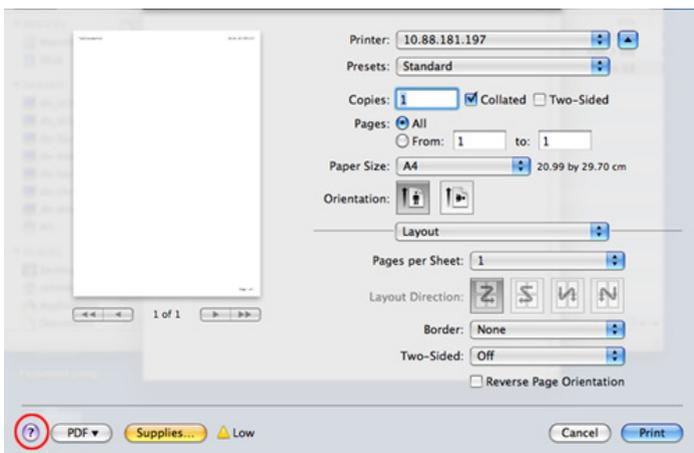 Printer: 10.88.181.197
Presets: Standard
Copies: 1 Collated Two-Sided
Pages: All
From: 1 to: 1
Paper Size: A4 20.99 by 29.70 cm
Orientation:
Layout
Pages per Sheet: 1
Layout Direction:
Border: None
Two-Sided: Off
Reverse Page Orientation
1 of 1
? PDF Supplies... Low Cancel Print